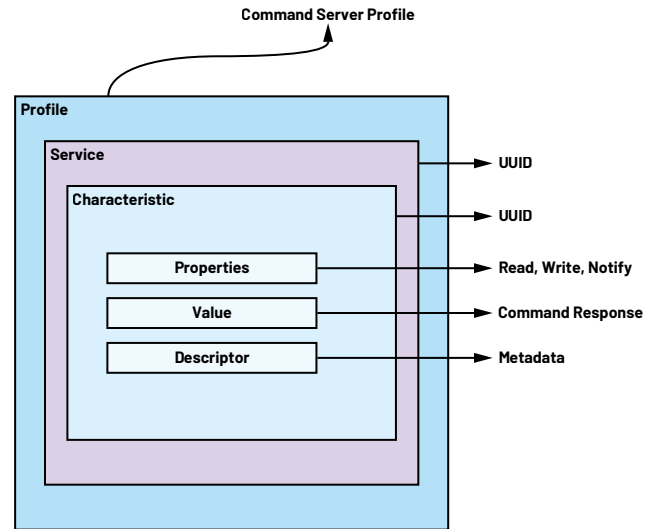 Command Server Profile
Profile
Service
UUID
Characteristic
UUID
Properties
Read, Write, Notify
Value
Command Response
Descriptor
Metadata